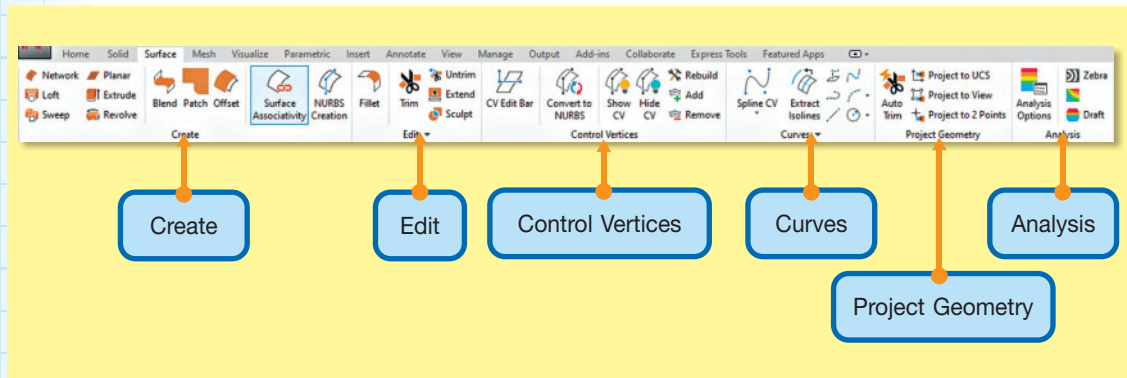 Home Solid Surface Mesh Visualize Parametric Insert Annotate View Manage Output Add-ins Collaborate Express Tools Featured Apps
Network Planar
Loft Extrude
Sweep Revolve
Blend Patch Offset
Surface Associativity
NURBS Creation
Fillet
Trim
Untrim
Extend
Sculpt
CV Edit Bar
Convert to NURBS
Show CV
Hide CV
Rebuild
Add
Remove
Spline CV
Extract Isolines
Auto Trim
Project to UCS
Project to View
Project to 2 Points
Analysis Options
Zebra
Draft
Create Edit Control Vertices Curves Project Geometry Analysis
Create
Edit
Control Vertices
Curves
Analysis
Project Geometry